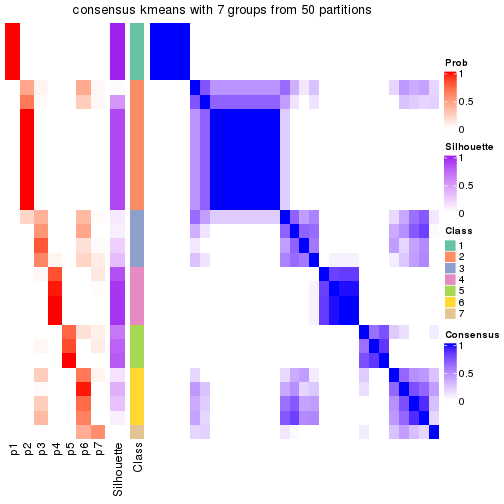 consensus kmeans with 7 groups from 50 partitions
Prob
1
0.5
0
Silhouette
1
0.5
0
Class
1
2
3
4
5
6
7
Consensus
1
0.5
0
p1
p2
p3
p4
p5
p6
p7
Silhouette
Class